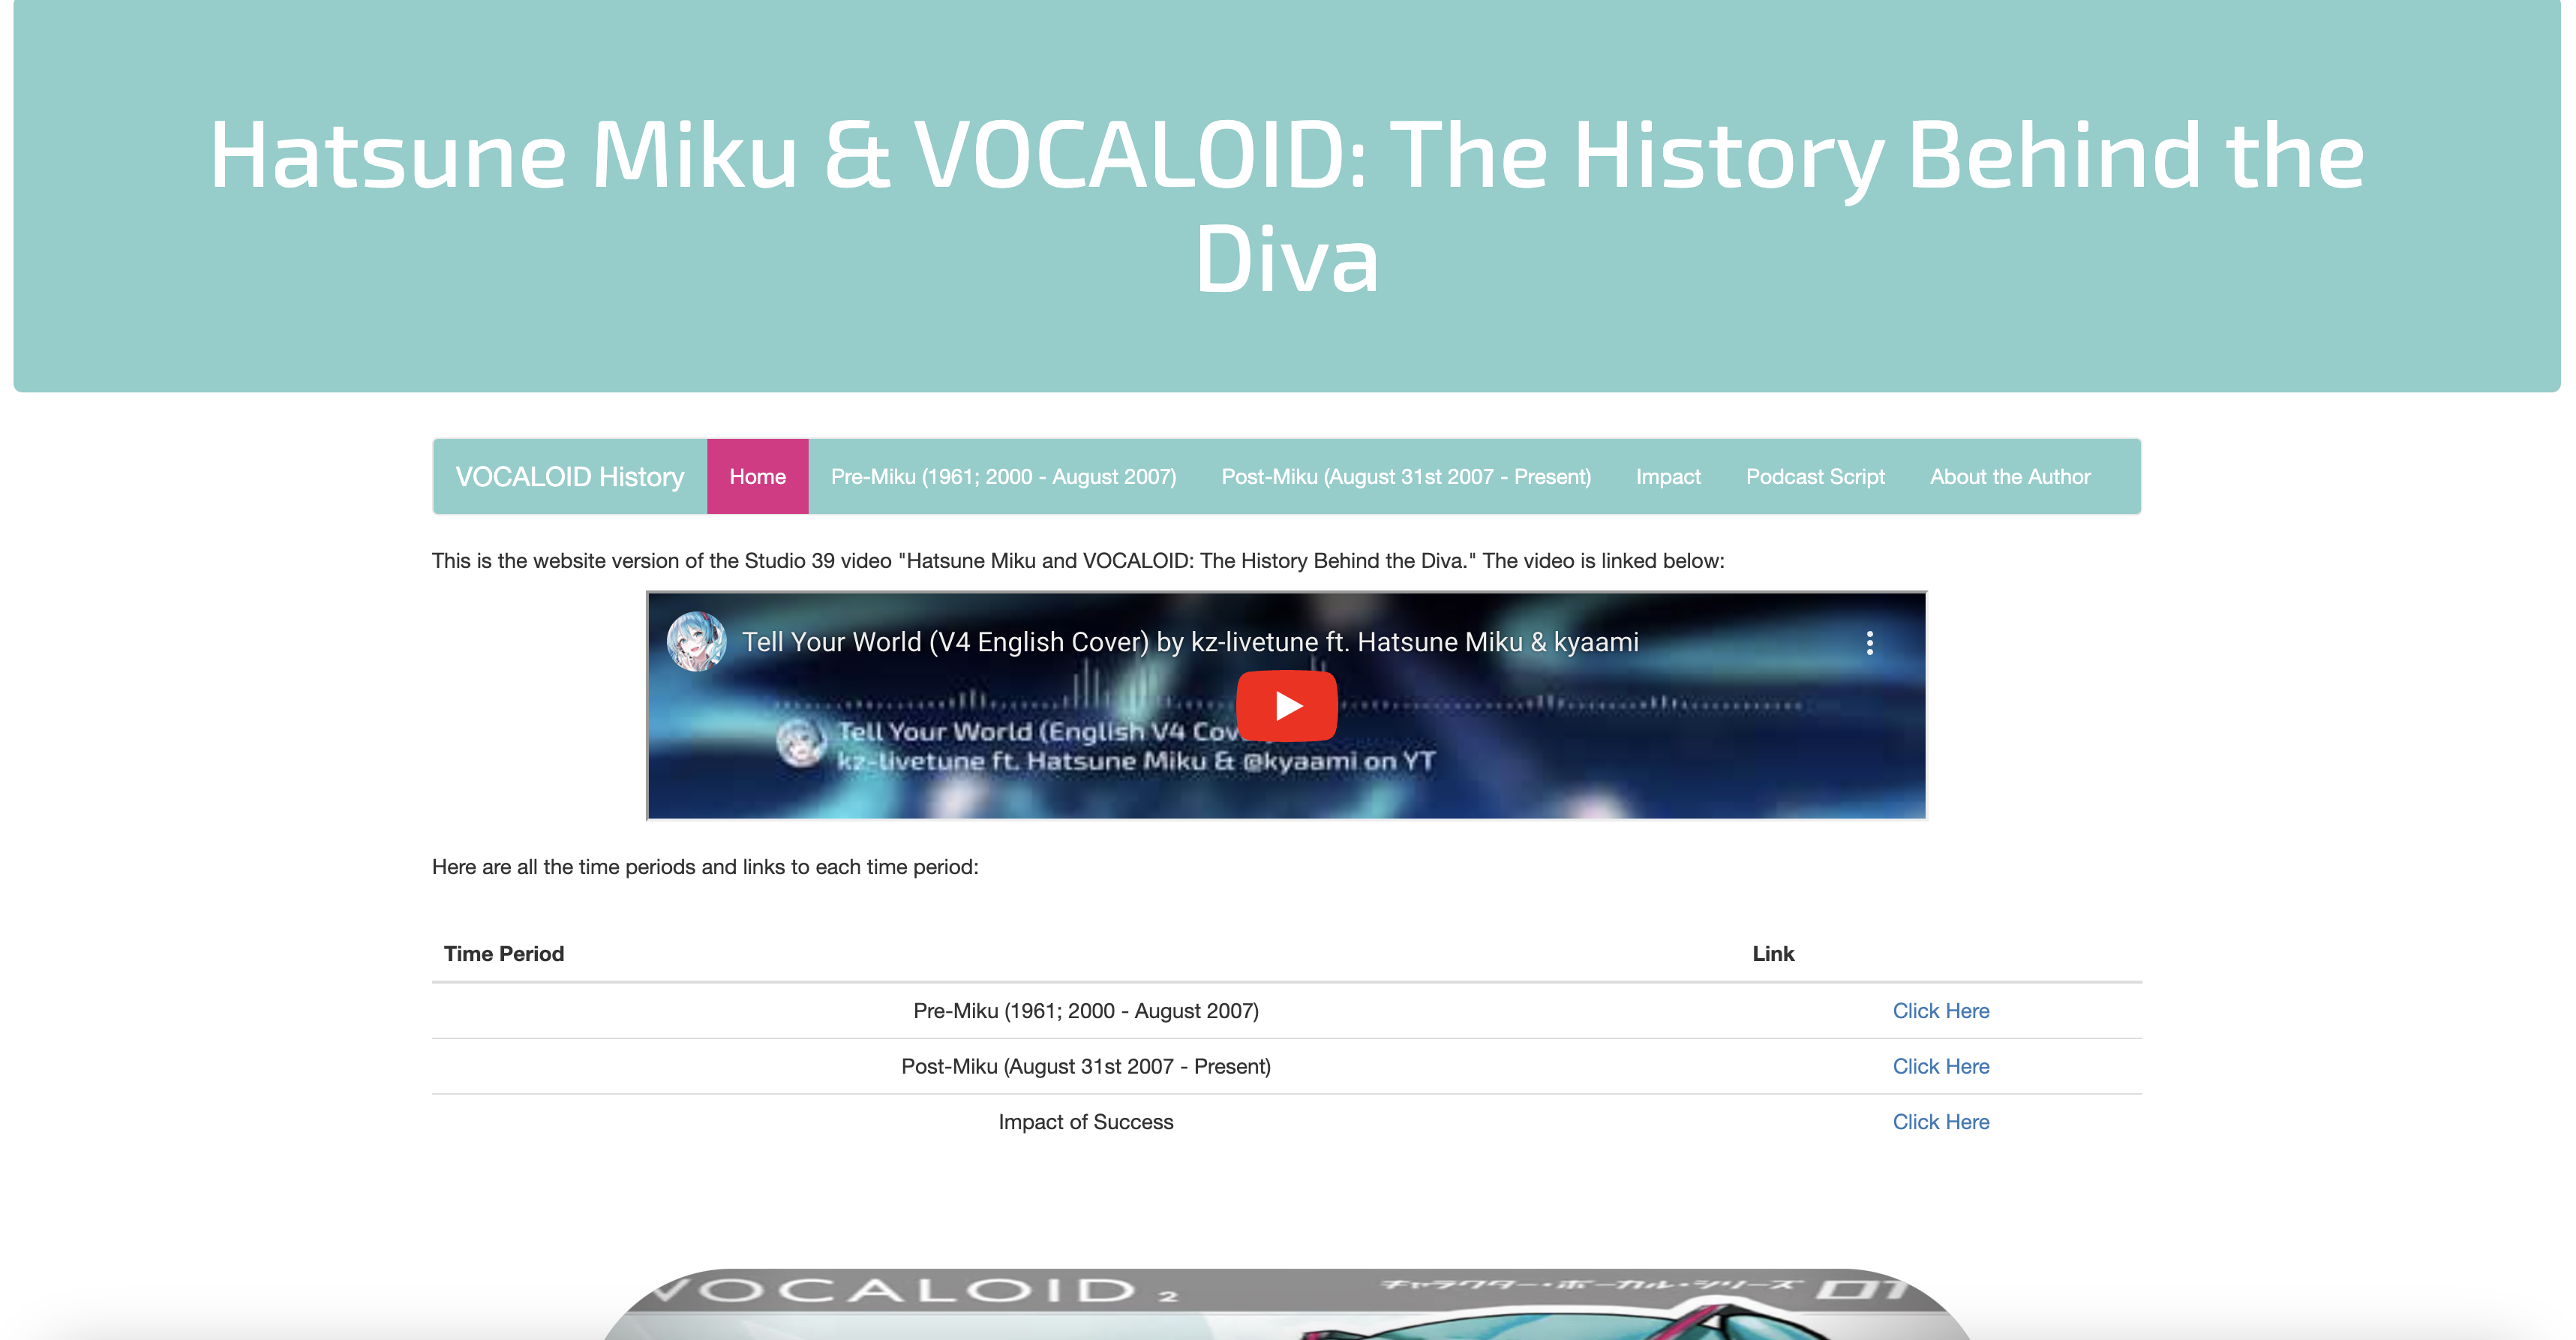 Hatsune Miku & VOCALOID: The History Behind the
Diva
VOCALOID History Home Pre-Miku (1961; 2000 - August 2007) Post-Miku (August 31st 2007 - Present) Impact Podcast Script About the Author
This is the website version of the Studio 39 video "Hatsune Miku and VOCALOID: The History Behind the Diva." The video is linked below:
Tell Your World (V4 English Cover) by kz-livetune ft. Hatsune Miku & kyaami
Tell Your World (English V4
kz-livetune ft. Hatsune Miku & @kyaami on YT
Here are all the time periods and links to each time period:
Time Period Link
Pre-Miku (1961; 2000 - August 2007) Click Here
Post-Miku (August 31st 2007 - Present) Click Here
Impact of Success Click Here
VOCALOID 2 キャラクター・ボーカル・シリーズ 01